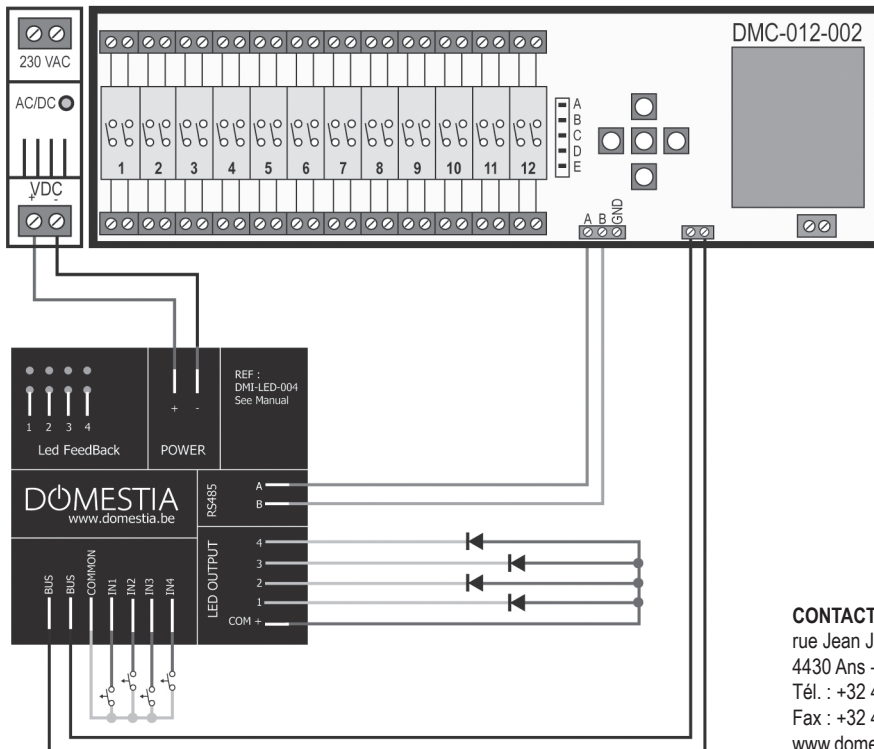 230 VAC
AC/DC
VDC
+ -
DMC-012-002
1 2 3 4 5 6 7 8 9 10 11 12
A
B
C
D
E
A B GND
1 2 3 4
Led FeedBack
+ -
POWER
REF :
DMI-LED-004
See Manual
DOMESTIA
www.domestia.be
RS485
A
B
LED OUTPUT
4
3
2
1
COM +
BUS
BUS
COMMON
IN1
IN2
IN3
IN4
CONTACT
rue Jean J
4430 Ans -
Tél. : +32 4
Fax : +32 4
www.dome